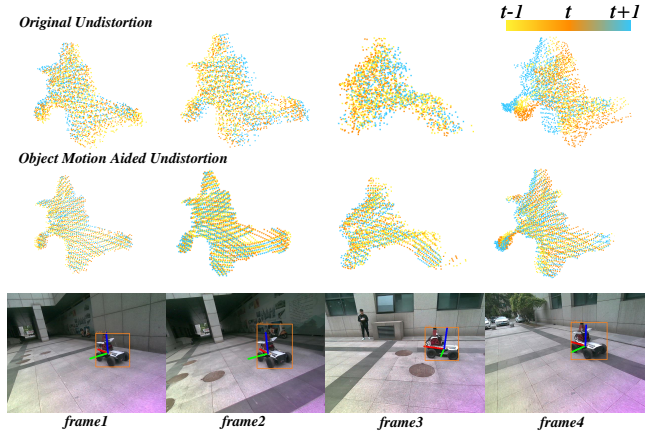 Original Undistortion
t-1 t t+1
Object Motion Aided Undistortion
frame1 frame2 frame3 frame4